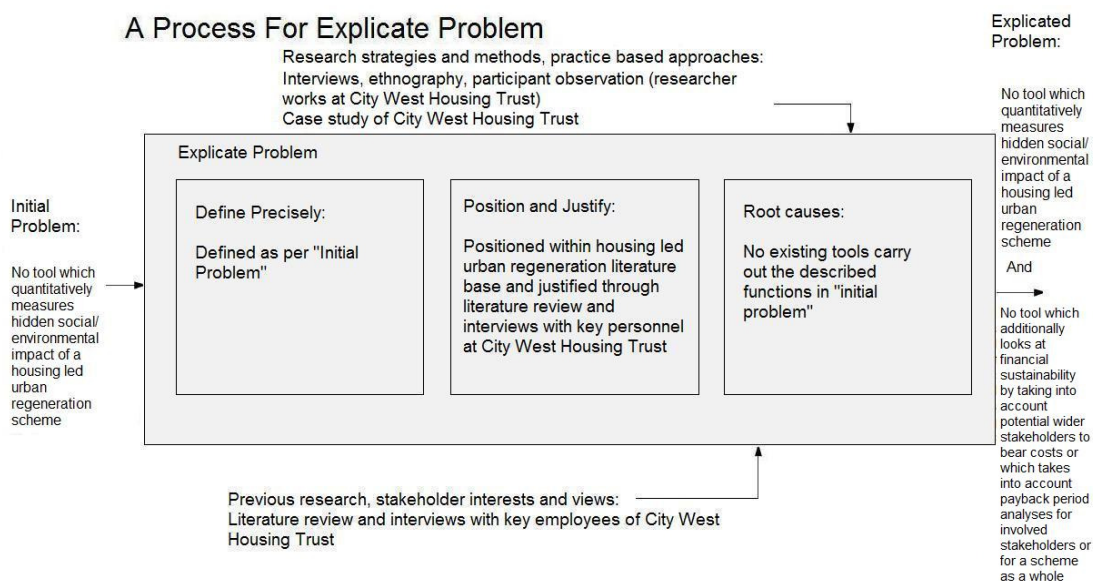 A Process For Explicate Problem
Research strategies and methods, practice based approaches:
Interviews, ethnography, participant observation (researcher
works at City West Housing Trust)
Case study of City West Housing Trust
Explicated
Problem:
Explicate Problem
Initial
Problem:
No tool which
quantitatively
measures
hidden social/
environmental
impact of a
housing led
urban
regeneration
scheme
Define Precisely:
Defined as per "Initial
Problem"
Position and Justify:
Positioned within housing led
urban regeneration literature
base and justified through
literature review and
interviews with key personnel
at City West Housing Trust
Root causes:
No existing tools carry
out the described
functions in "initial
problem"
No tool which
quantitatively
measures
hidden social/
environmental
impact of a
housing led
urban
regeneration
scheme
And
No tool which
additionally
looks at
financial
sustainability
by taking into
account
potential wider
stakeholders to
bear costs or
which takes
into account
payback period
analyses for
involved
stakeholders or
for a scheme
as a whole
Previous research, stakeholder interests and views:
Literature review and interviews with key employees of City West
Housing Trust